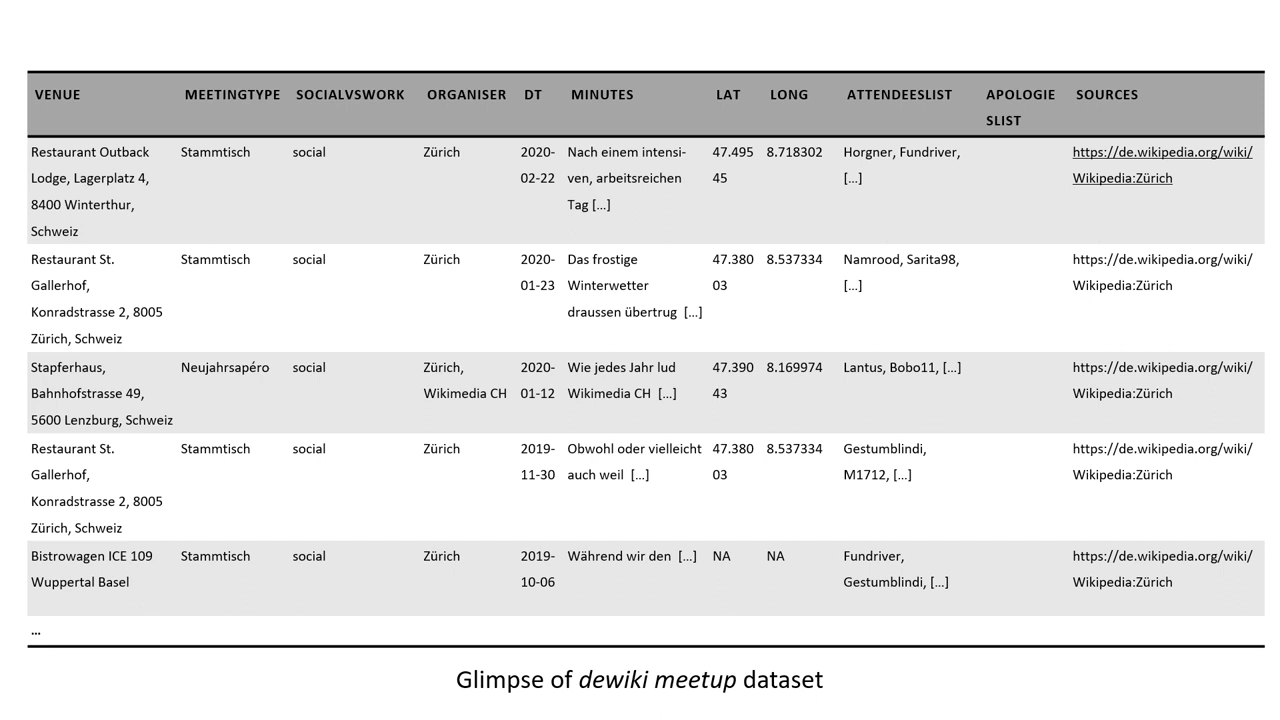 VENUE MEETINGTYPE SOCIALVSWORK ORGANISER DT MINUTES LAT LONG ATTENDEESLIST APOLOGIE SOURCES
SLIST
Restaurant Outback Stammtisch social Zürich 2020- Nach einem intensi- 47.495 8.718302 Horgner, Fundriver, https://de.wikipedia.org/wiki/
Lodge, Lagerplatz 4, 02-22 ven, arbeitsreichen 45 […] Wikipedia:Zürich
8400 Winterthur, Tag […]
Schweiz
Restaurant St. Stammtisch social Zürich 2020- Das frostige 47.380 8.537334 Namrood, Sarita98, https://de.wikipedia.org/wiki/
Gallerhof, 01-23 Winterwetter 03 […] Wikipedia:Zürich
Konradstrasse 2, 8005 draussen übertrug […]
Zürich, Schweiz
Stapferhaus, Neujahrsapéro social Zürich, 2020- Wie jedes Jahr lud 47.390 8.169974 Lantus, Bobo11, […] https://de.wikipedia.org/wiki/
Bahnhofstrasse 49, Wikimedia CH 01-12 Wikimedia CH […] 43 Wikipedia:Zürich
5600 Lenzburg, Schweiz
Restaurant St. Stammtisch social Zürich 2019- Obwohl oder vielleicht 47.380 8.537334 Gestumblindi, https://de.wikipedia.org/wiki/
Gallerhof, 11-30 auch weil […] 03 M1712, […] Wikipedia:Zürich
Konradstrasse 2, 8005
Zürich, Schweiz
Bistrowagen ICE 109 Stammtisch social Zürich 2019- Während wir den […] NA NA Fundriver, https://de.wikipedia.org/wiki/
Wuppertal Basel 10-06 Gestumblindi, […] Wikipedia:Zürich
…
Glimpse of dewiki meetup dataset